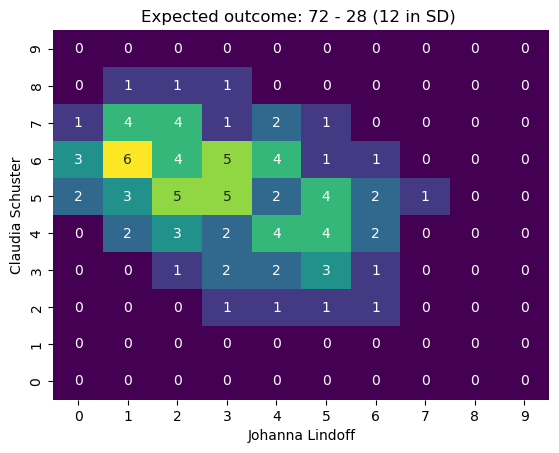 Expected outcome: 72 - 28 (12 in SD)
9 0 0 0 0 0 0 0 0 0 0
8 0 1 1 1 0 0 0 0 0 0
7 1 4 4 1 2 1 0 0 0 0
6 3 6 4 5 4 1 1 0 0 0
5 2 3 5 5 2 4 2 1 0 0
4 0 2 3 2 4 4 2 0 0 0
3 0 0 1 2 2 3 1 0 0 0
2 0 0 0 1 1 1 1 0 0 0
1 0 0 0 0 0 0 0 0 0 0
0 0 0 0 0 0 0 0 0 0 0
Claudia Schuster
0 1 2 3 4 5 6 7 8 9
Johanna Lindoff